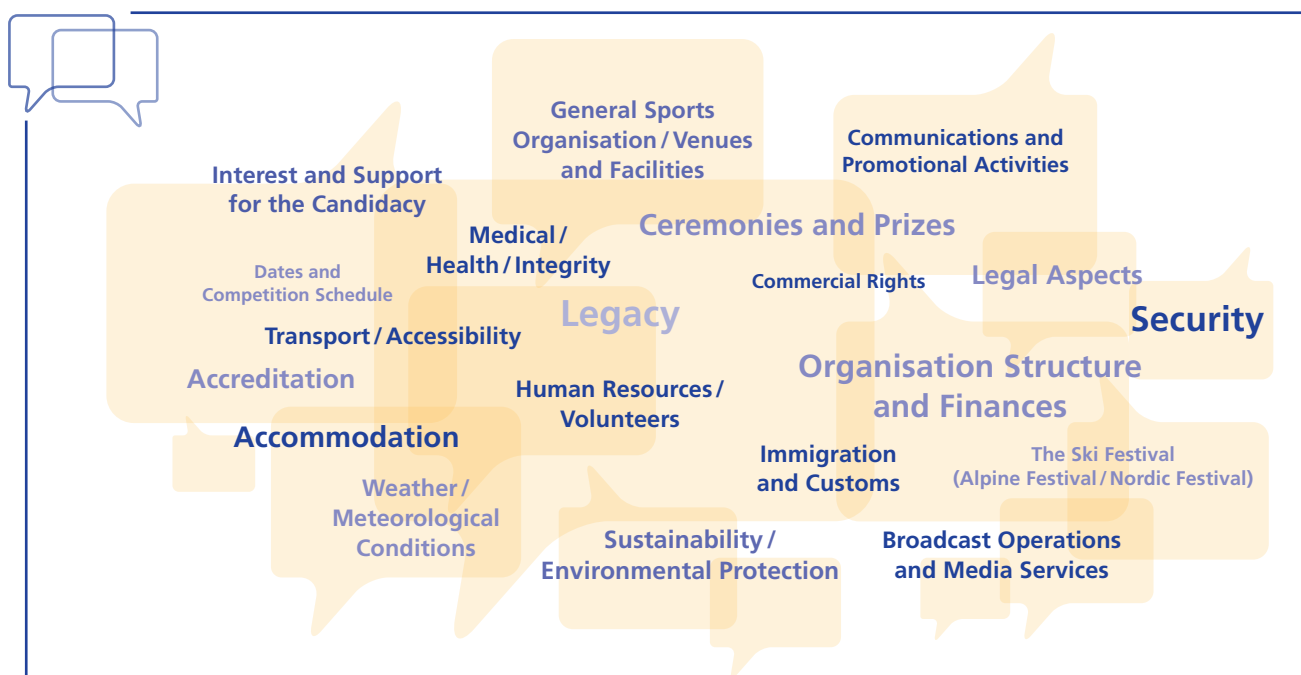 General Sports
Organisation / Venues
and Facilities
Communications and
Promotional Activities
Interest and Support
for the Candidacy
Ceremonies and Prizes
Medical /
Health / Integrity
Dates and
Competition Schedule
Commercial Rights
Legal Aspects
Legacy
Security
Transport / Accessibility
Accreditation
Organisation Structure
and Finances
Human Resources /
Volunteers
Accommodation
Immigration
and Customs
The Ski Festival
(Alpine Festival / Nordic Festival)
Weather /
Meteorological
Conditions
Sustainability /
Environmental Protection
Broadcast Operations
and Media Services